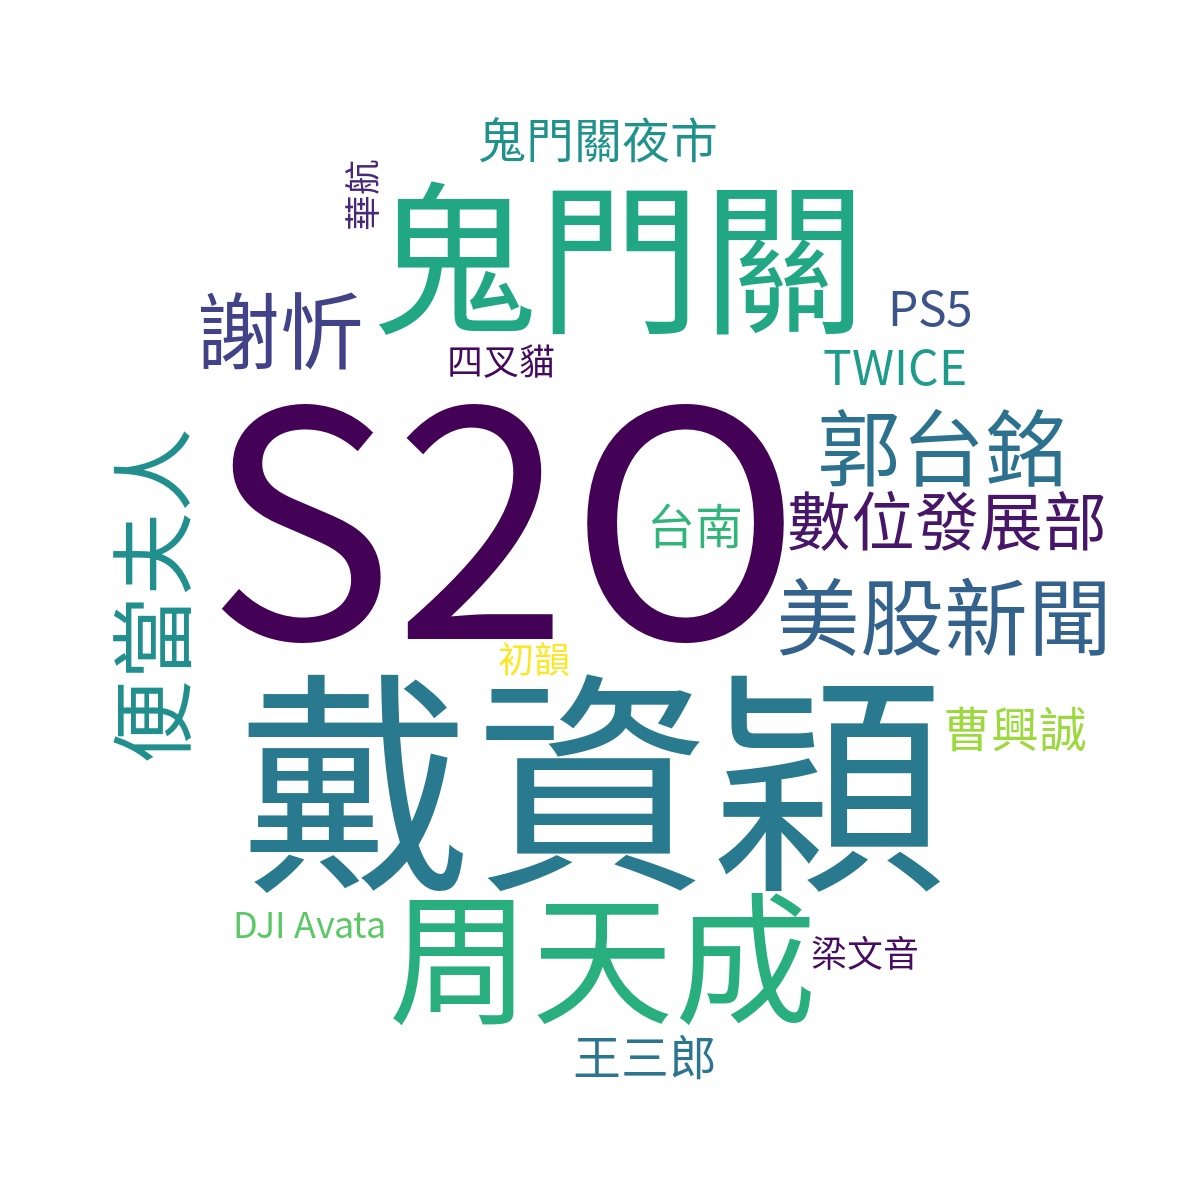 鬼門關夜市
華航
鬼門關
謝忻
PS5
四叉貓
TWICE
郭台銘
S2O
數位發展部
台南
便當夫人
美股新聞
初韻
戴資穎
曹興誠
周天成
DJI Avata
梁文音
王三郎